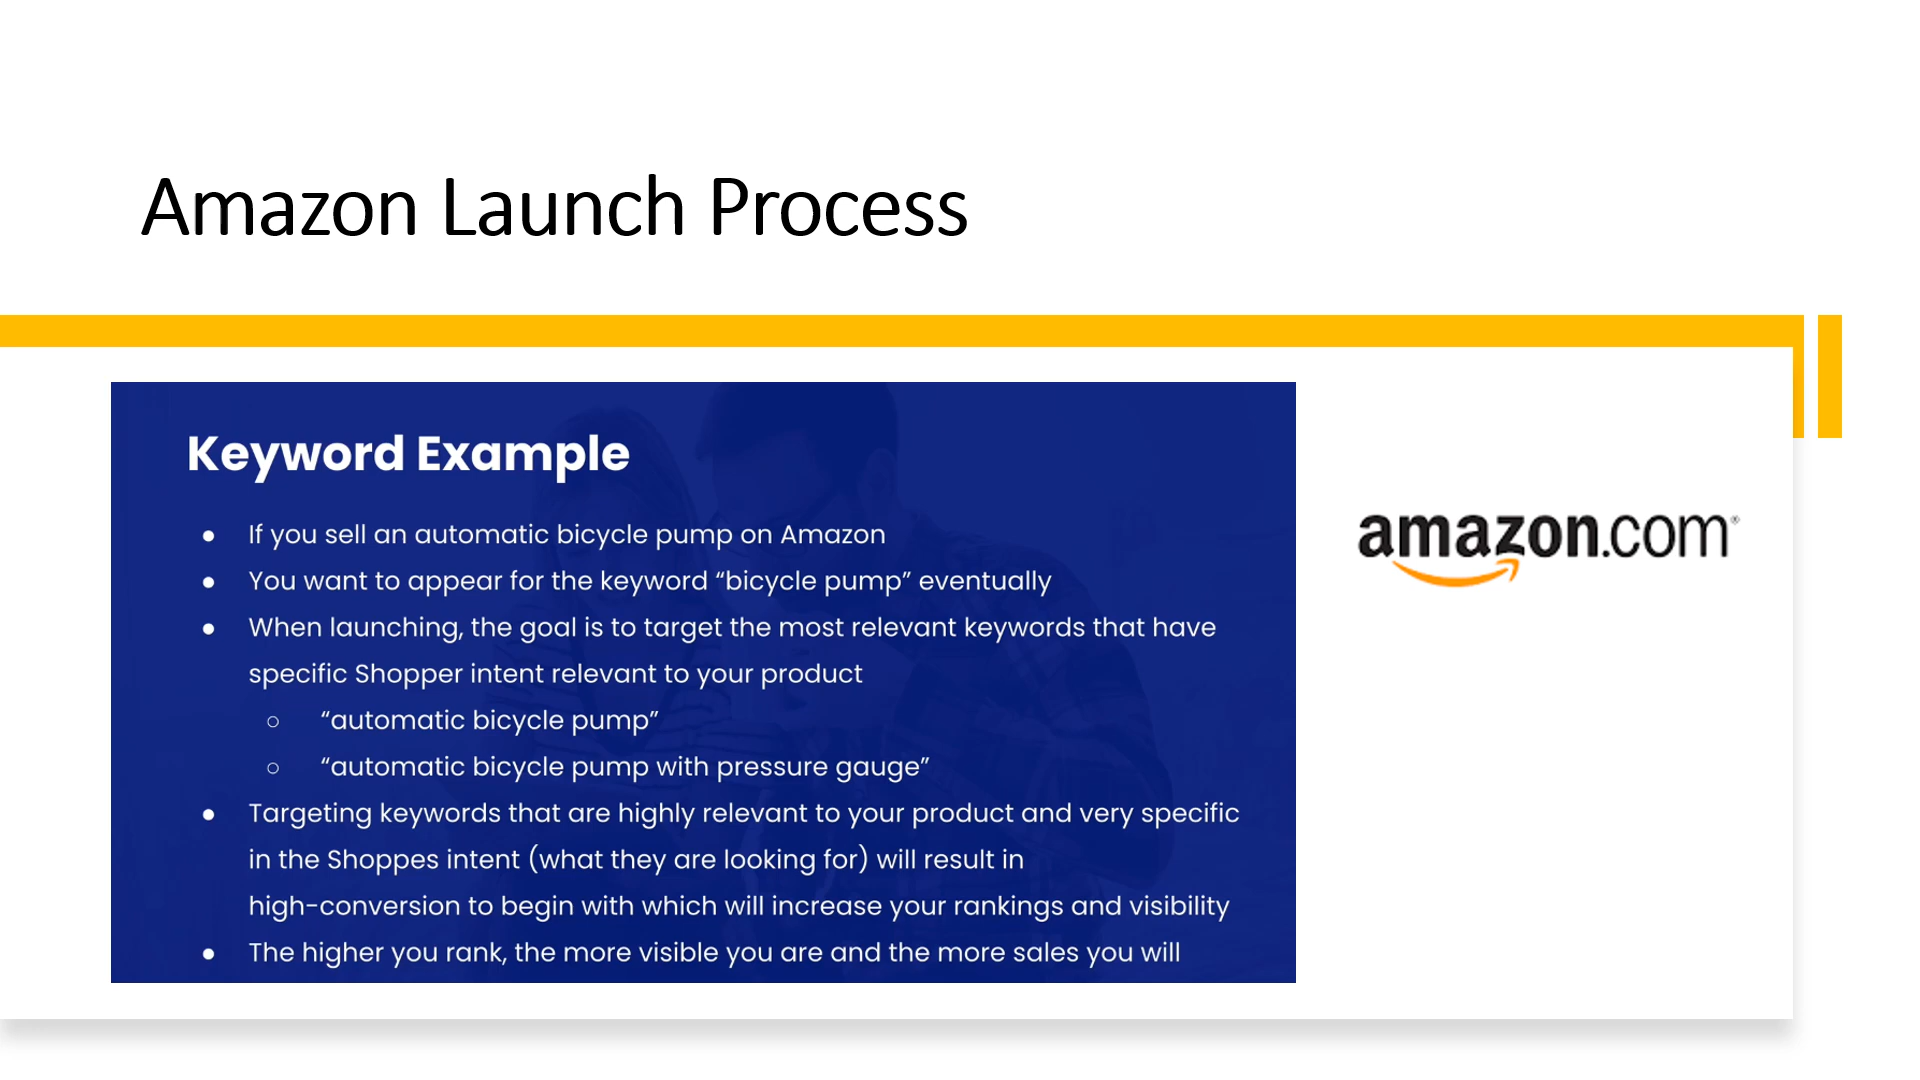 Amazon Launch Process
Keyword Example
● If you sell an automatic bicycle pump on Amazon
● You want to appear for the keyword “bicycle pump” eventually
● When launching, the goal is to target the most relevant keywords that have
specific Shopper intent relevant to your product
○ “automatic bicycle pump”
○ “automatic bicycle pump with pressure gauge”
● Targeting keywords that are highly relevant to your product and very specific
in the Shoppes intent (what they are looking for) will result in
high-conversion to begin with which will increase your rankings and visibility
● The higher you rank, the more visible you are and the more sales you will
amazon.com®